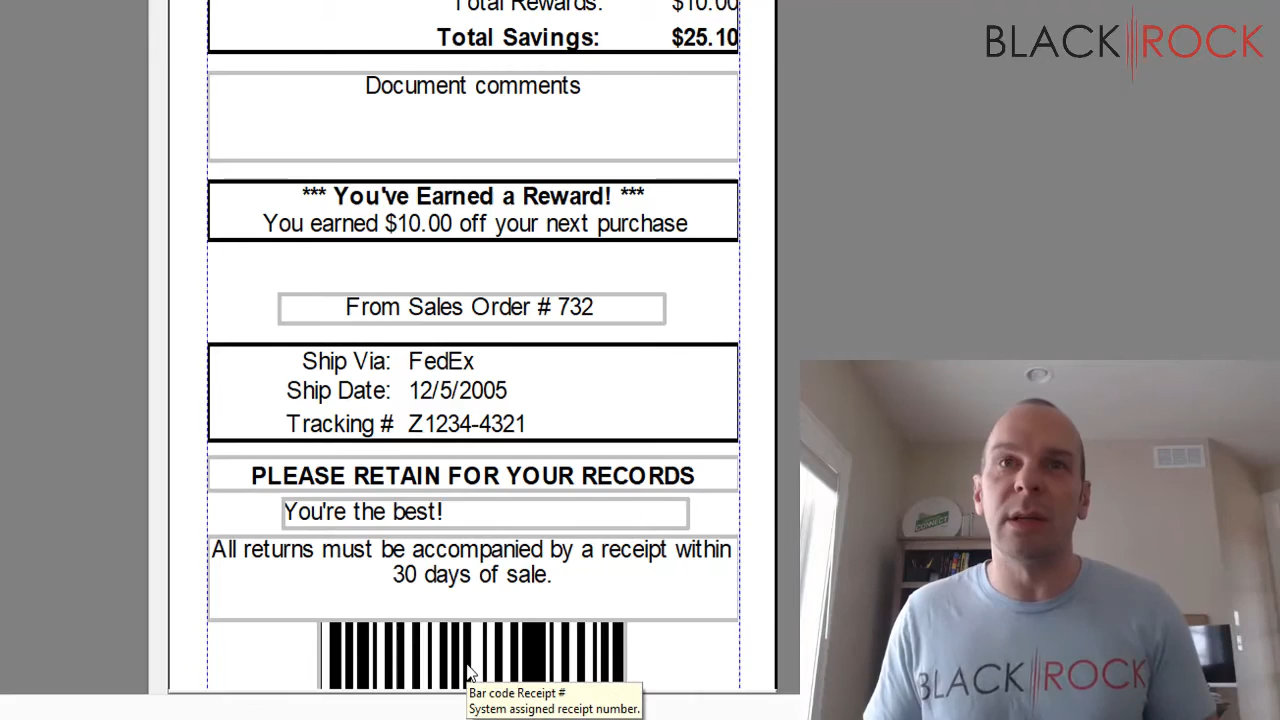 Total Rewards: $10.00
Total Savings: $25.10
BLACK ROCK
Document comments
*** You've Earned a Reward! ***
You earned $10.00 off your next purchase
From Sales Order # 732
Ship Via: FedEx
Ship Date: 12/5/2005
Tracking # Z1234-4321
PLEASE RETAIN FOR YOUR RECORDS
You're the best!
All returns must be accompanied by a receipt within
30 days of sale.
Bar code Receipt #
System assigned receipt number.
CONNECT
BLACK ROCK